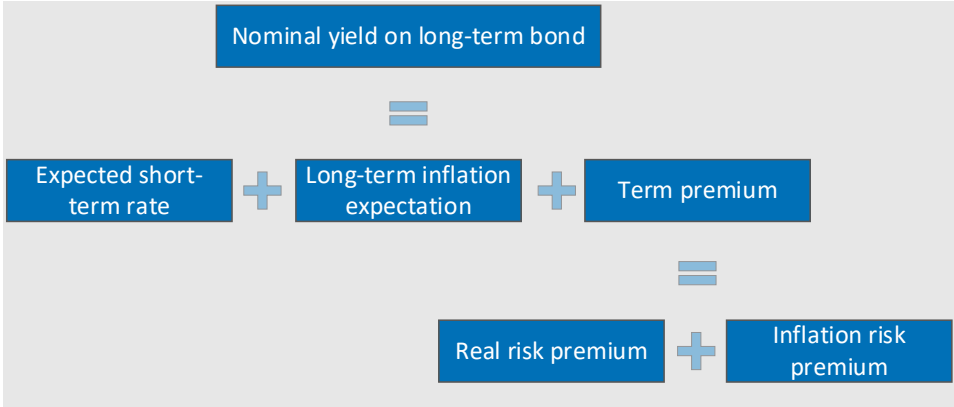 Nominal yield on long-term bond
Expected short-
term rate
Long-term inflation
expectation
Term premium
Real risk premium
Inflation risk
premium